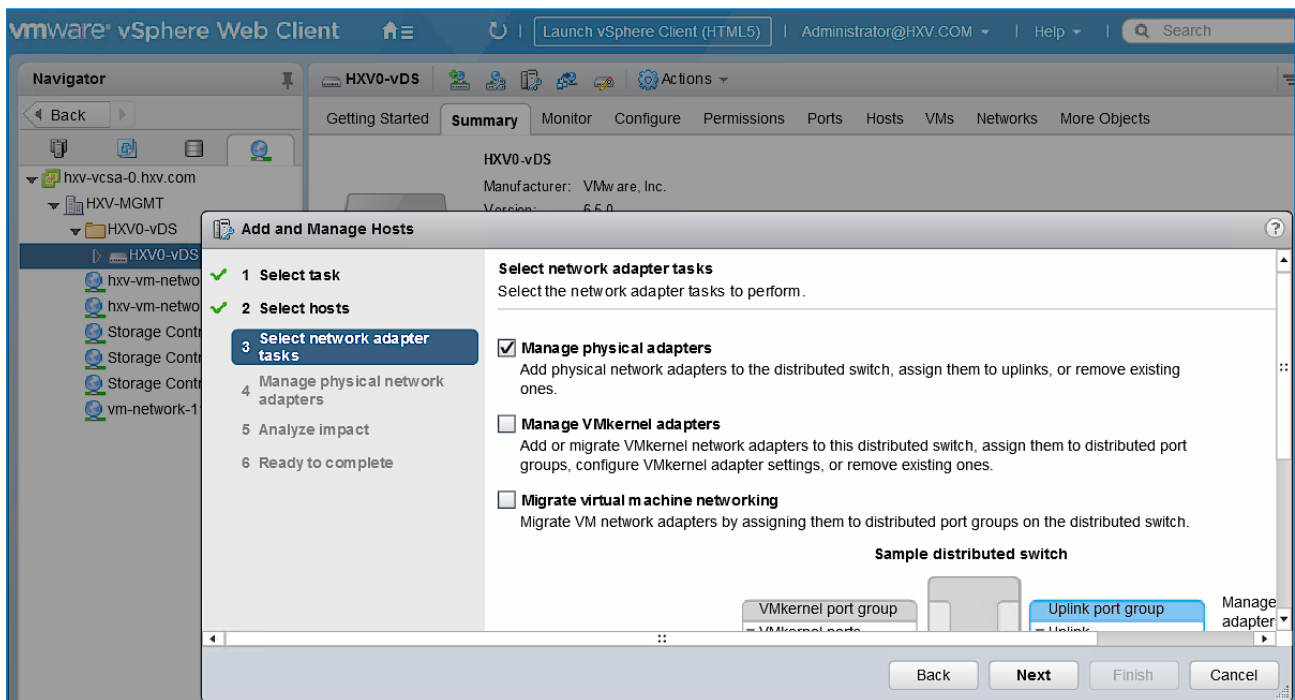 vmware® vSphere Web Client
Launch vSphere Client (HTML5)
Administrator@HXV.COM
Help
Search
Navigator
HXV0-vDS
Actions
Back
Getting Started
Summary
Monitor
Configure
Permissions
Ports
Hosts
VMs
Networks
More Objects
HXV0-vDS
Manufacturer: VMware, Inc.
Version: 6.5.0
hxv-vcsa-0.hxv.com
HXV-MGMT
HXV0-vDS
HXV0-vDS
hxv-vm-netwo
hxv-vm-netwo
Storage Contr
Storage Contr
Storage Contr
vm-network-1
Add and Manage Hosts
?
1 Select task
2 Select hosts
3 Select network adapter
tasks
4 Manage physical network
adapters
5 Analyze impact
6 Ready to complete
Select network adapter tasks
Select the network adapter tasks to perform.
Manage physical adapters
Add physical network adapters to the distributed switch, assign them to uplinks, or remove existing
ones.
Manage VMkernel adapters
Add or migrate VMkernel network adapters to this distributed switch, assign them to distributed port
groups, configure VMkernel adapter settings, or remove existing ones.
Migrate virtual machine networking
Migrate VM network adapters by assigning them to distributed port groups on the distributed switch.
Sample distributed switch
VMkernel port group
VMkernel ports
Uplink port group
Uplink
Manage
adapter
Back
Next
Finish
Cancel